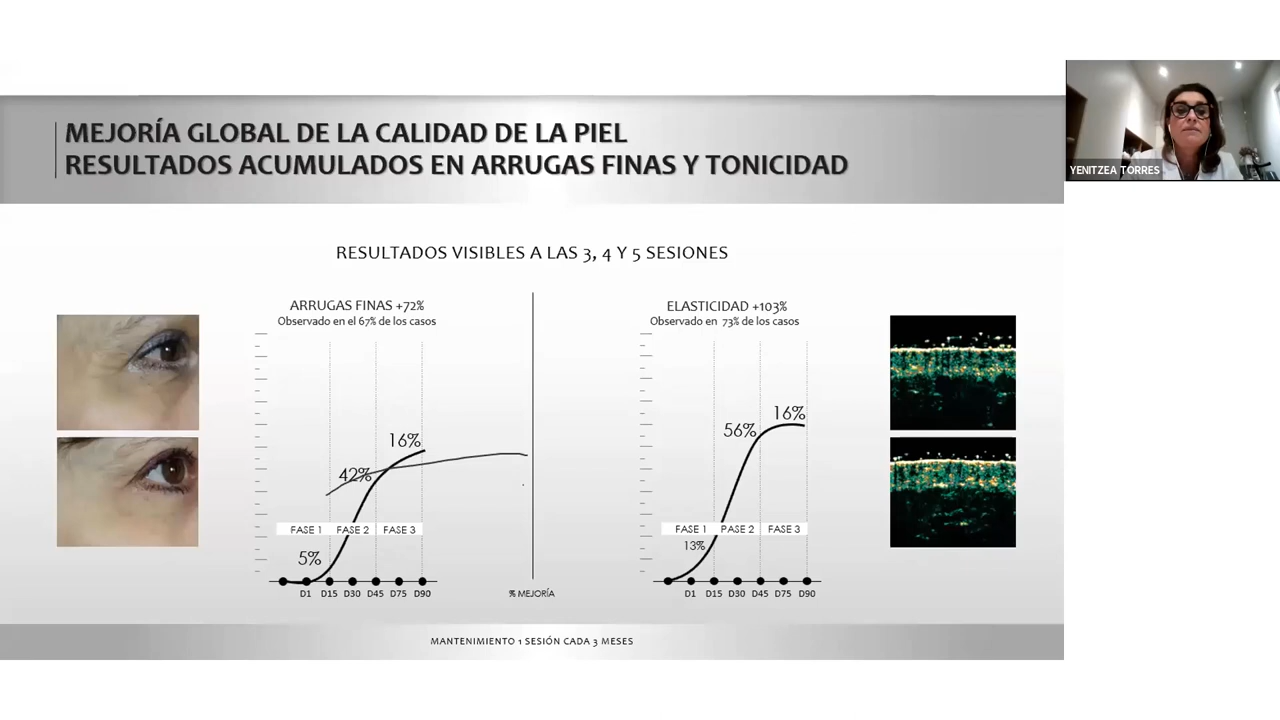 MEJORÍA GLOBAL DE LA CALIDAD DE LA PIEL
RESULTADOS ACUMULADOS EN ARRUGAS FINAS Y TONICIDAD
YENITZEA TORRES
RESULTADOS VISIBLES A LAS 3, 4 Y 5 SESIONES
ARRUGAS FINAS +72%
Observado en el 67% de los casos
16%
42%
FASE 1 FASE 2 FASE 3
5%
D1 D15 D30 D45 D75 D90
% MEJORÍA
ELASTICIDAD +103%
Observado en 73% de los casos
16%
56%
FASE 1 FASE 2 FASE 3
13%
D1 D15 D30 D45 D75 D90
MANTENIMIENTO 1 SESIÓN CADA 3 MESES